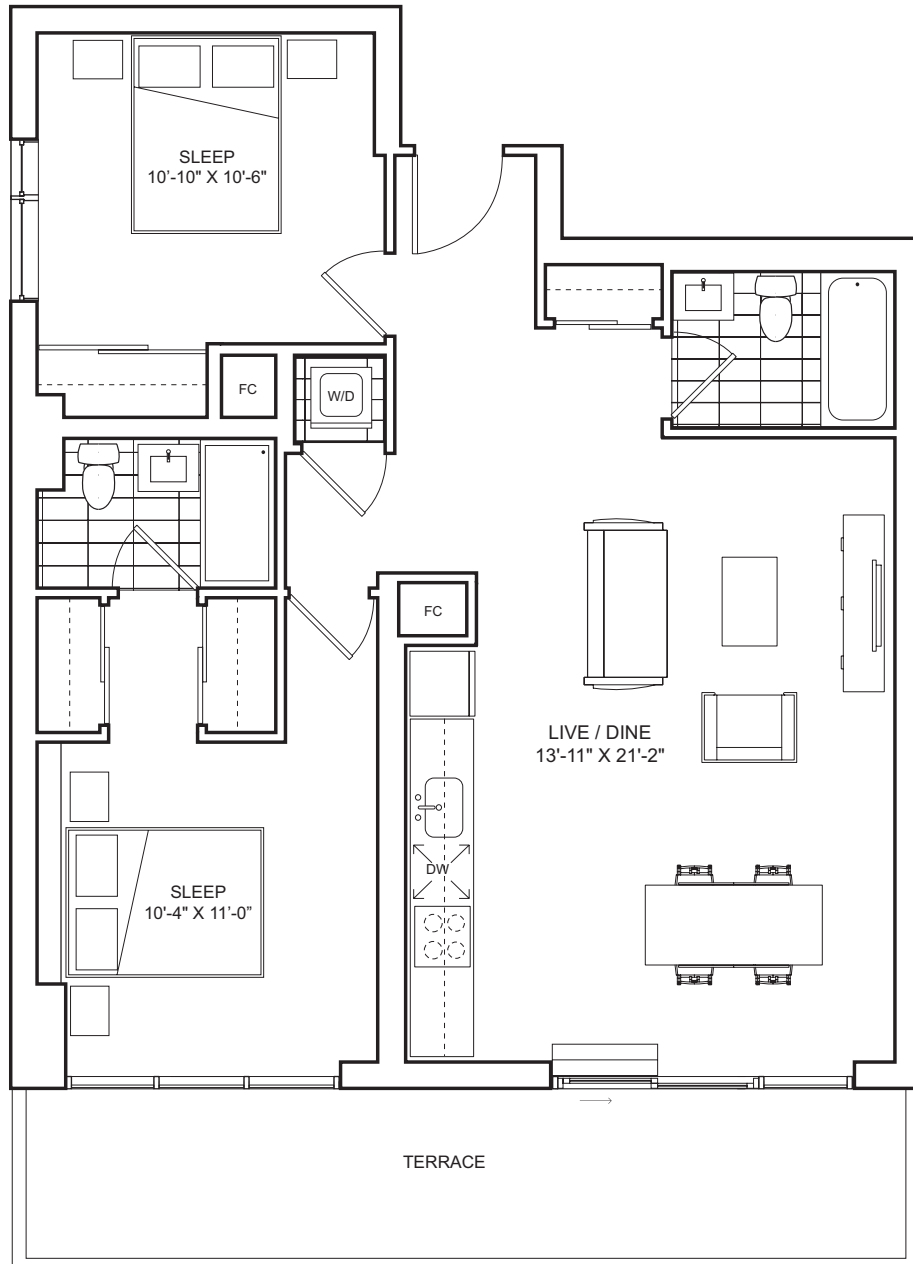 SLEEP
10’-10" X 10'-6"
FC
W/D
FC
LIVE / DINE
13'-11" X 21'-2"
DW
SLEEP
10'-4" X 11’-0”
TERRACE